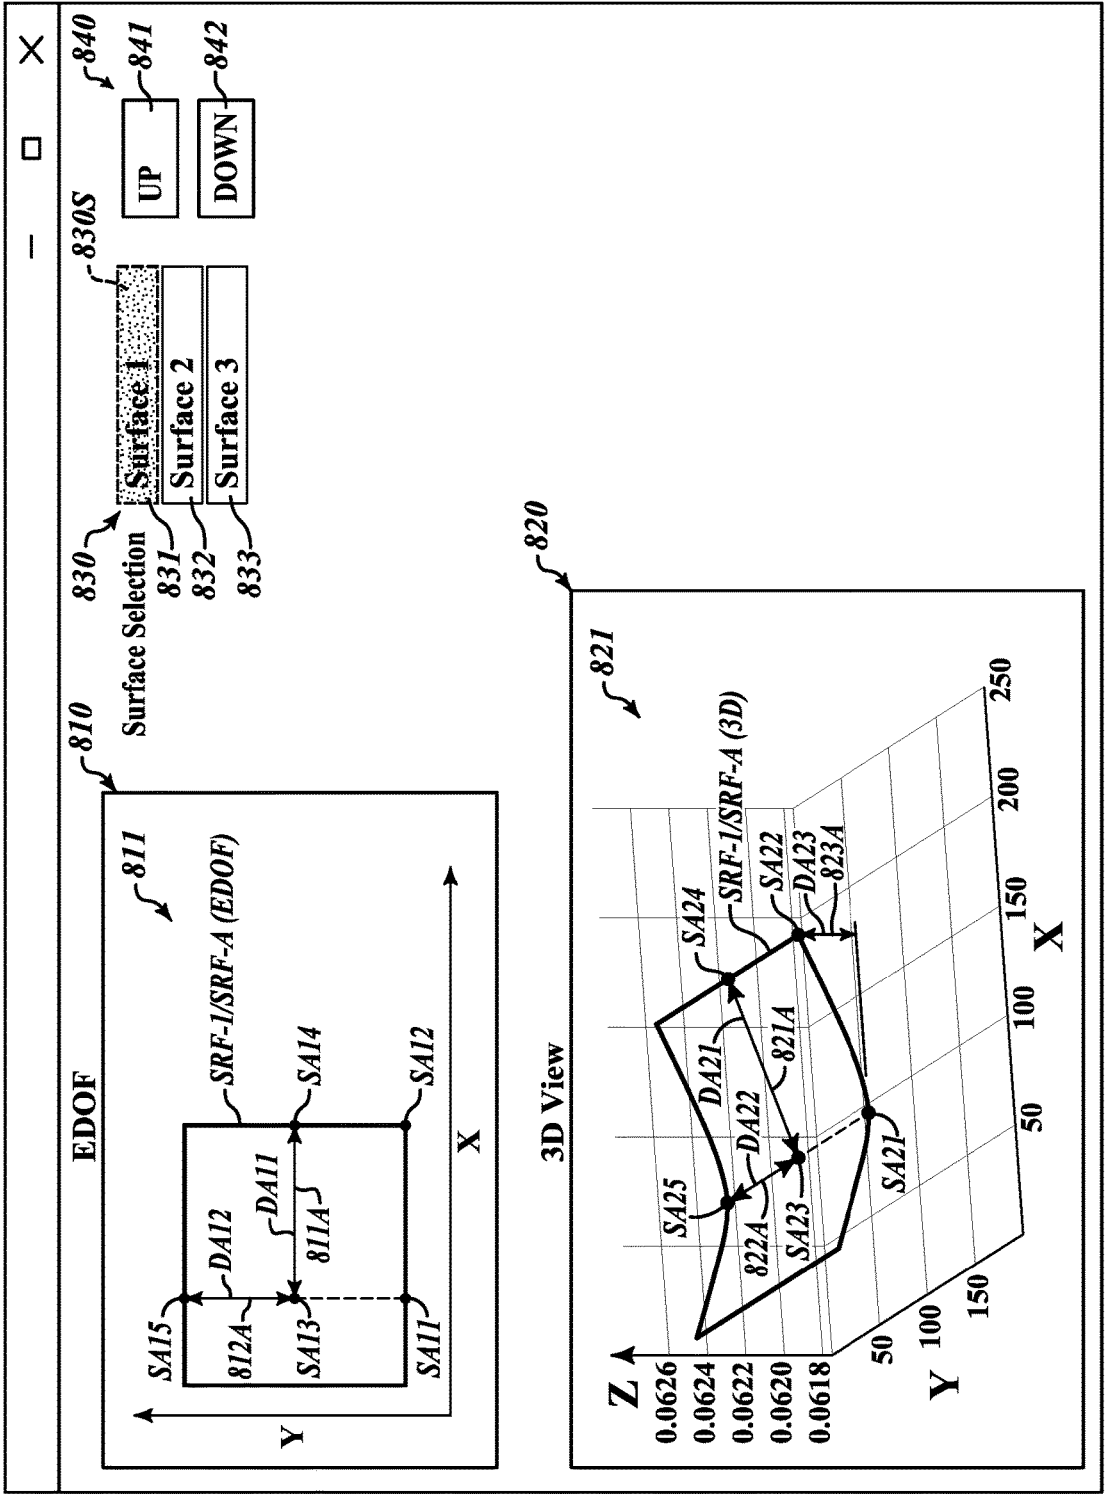 EDOF
810
811
SRF-1/SRF-A (EDOF)
SA15
DA12
812A
DA11
SA14
SA13
811A
SA11
SA12
Y
X
Surface Selection
830
830S
831
Surface 1
832
Surface 2
833
Surface 3
840
UP
841
DOWN
842
3D View
820
821
Z
0.0626
0.0624
0.0622
0.0620
0.0618
SA25
822A
DA22
SA23
DA21
821A
SA24
SRF-1/SRF-A (3D)
SA22
DA23
823A
SA21
50
100
150
Y
50
100
150
200
250
X